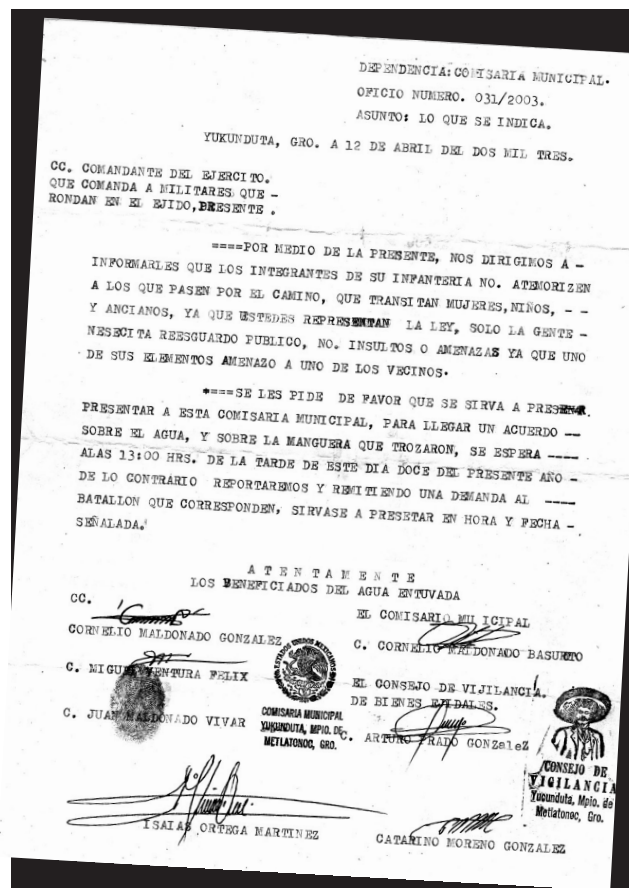 DEPENDENCIA: COMISARIA MUNICIPAL.
OFICIO NUMERO. 031/2003.
ASUNTO: LO QUE SE INDICA.
YUKUNDUTA, GRO. A 12 DE ABRIL DEL DOS MIL TRES.
CC. COMANDANTE DEL EJERCITO.
QUE COMANDA A MILITARES QUE -
RONDAN EN EL EJIDO, PRESENTE .
====POR MEDIO DE LA PRESENTE, NOS DIRIGIMOS A -
INFORMARLES QUE LOS INTEGRANTES DE SU INFANTERIA NO. ATEMORIZEN
A LOS QUE PASEN POR EL CAMINO, QUE TRANSITAN MUJERES,NIÑOS, - -
Y ANCIANOS, YA QUE USTEDES REPRESENTAN LA LEY, SOLO LA GENTE -
NESECITA REESGUARDO PUBLICO, NO. INSULTOS O AMENAZAS YA QUE UNO
DE SUS ELEMENTOS AMENAZO A UNO DE LOS VECINOS.
====SE LES PIDE DE FAVOR QUE SE SIRVA A
PRESENTAR A ESTA COMISARIA MUNICIPAL, PARA LLEGAR UN ACUERDO --
SOBRE EL AGUA, Y SOBRE LA MANGUERA QUE TROZARON, SE ESPERA ----
ALAS 13:00 HRS. DE LA TARDE DE ESTE DIA DOCE DEL PRESENTE AÑO -
DE LO CONTRARIO REPORTAREMOS Y REMITIENDO UNA DEMANDA AL ----
BATALLON QUE CORRESPONDEN, SIRVASE A PRESETAR EN HORA Y FECHA -
SEÑALADA.
A T E N T A M E N T E
LOS BENEFICIADOS DEL AGUA ENTUVADA
CC.
CORNELIO MALDONADO GONZALEZ
C. MIGUEL VENTURA FELIX
C. JUAN MALDONADO VIVAR
ESTADOS UNIDOS MEXICANOS
COMISARIA MUNICIPAL
YUKUNDUTA, MPIO. DE
METLATONOC, GRO.
EL COMISARIO MU ICIPAL
C. CORNELIO MALDONADO BASURTO
EL CONSEJO DE VIJILANCIA.
DE BIENES EJIDALES.
C. ARTURO PRADO GONZaleZ
CONSEJO DE
VIGILANCIA
Yucunduta, Mpio. de
Metlatonoc, Gro.
ISAIAS ORTEGA MARTINEZ
CATARINO MORENO GONZALEZ